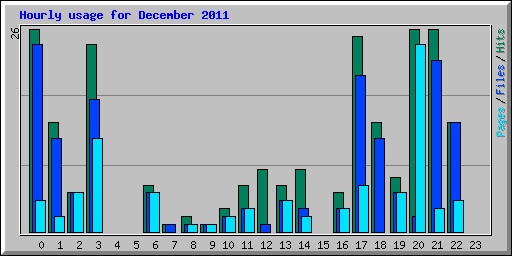 Hourly usage for December 2011
26
Pages/Files/Hits
0 1 2 3 4 5 6 7 8 9 10 11 12 13 14 15 16 17 18 19 20 21 22 23